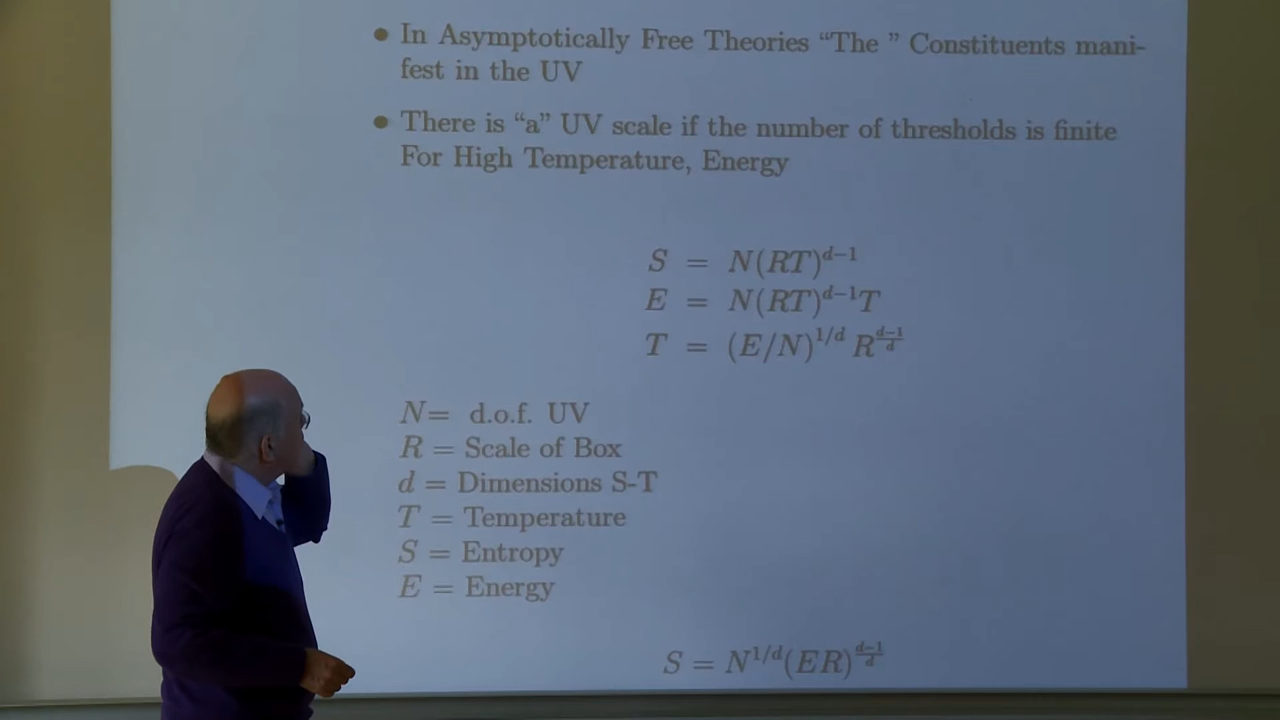 • In Asymptotically Free Theories “The ” Constituents mani-
fest in the UV
• There is “a” UV scale if the number of thresholds is finite
For High Temperature, Energy
S = N(RT)^{d−1}
E = N(RT)^{d−1}T
T = (E/N)^{1/d} R^{\frac{d−1}{d}}
N= d.o.f. UV
R = Scale of Box
d = Dimensions S-T
T = Temperature
S = Entropy
E = Energy
S = N^{1/d}(ER)^{\frac{d−1}{d}}